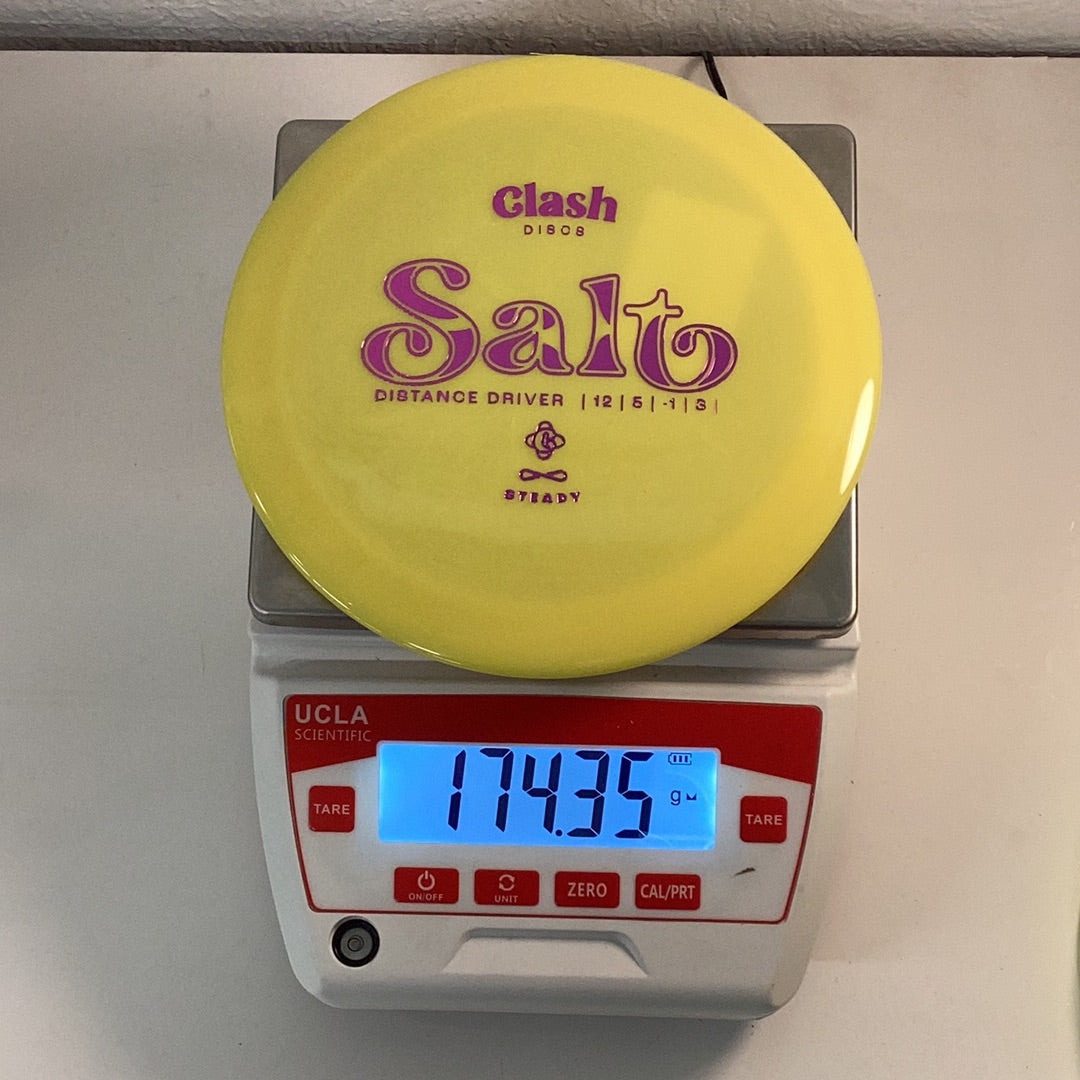 Clash
DISCS
Salt
DISTANCE DRIVER | 12 | 5 | -1 | 3 |
K
STEADY
UCLA
SCIENTIFIC
174.35
g
TARE
TARE
ON/OFF
UNIT
ZERO
CAL/PRT